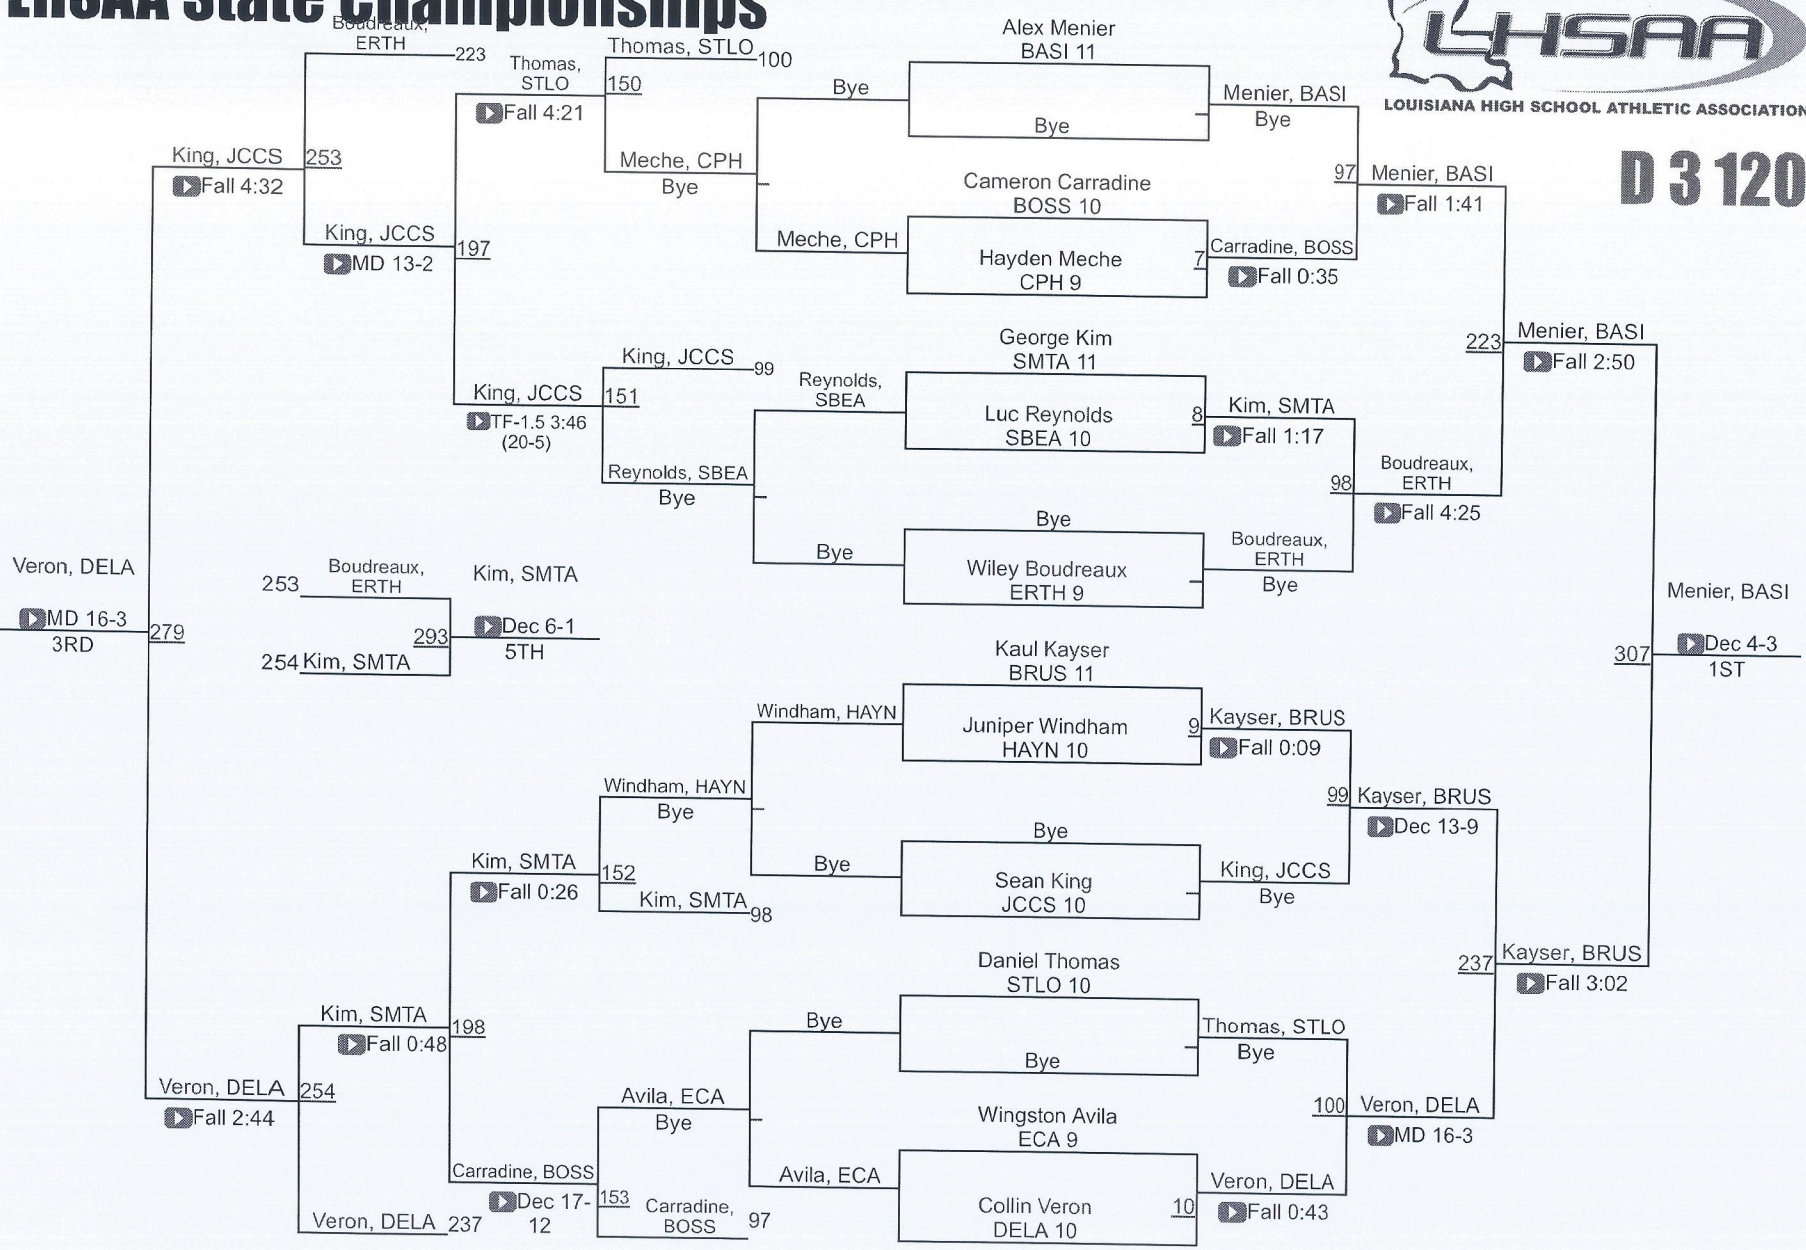 LHSAA State Championships
LHSAA
LOUISIANA HIGH SCHOOL ATHLETIC ASSOCIATION
D 3 120
Boudreaux,
ERTH
223
King, JCCS
Fall 4:32
253
King, JCCS
MD 13-2
197
Thomas,
STLO
Fall 4:21
150
Thomas, STLO
100
Meche, CPH
Bye
Bye
Meche, CPH
King, JCCS
TF-1.5 3:46
(20-5)
151
King, JCCS
99
Reynolds, SBEA
Bye
Reynolds,
SBEA
Bye
Alex Menier
BASI 11
Bye
Menier, BASI
Bye
Cameron Carradine
BOSS 10
Hayden Meche
CPH 9
7
Carradine, BOSS
Fall 0:35
97
Menier, BASI
Fall 1:41
George Kim
SMTA 11
Luc Reynolds
SBEA 10
8
Kim, SMTA
Fall 1:17
Bye
Wiley Boudreaux
ERTH 9
Boudreaux,
ERTH
Bye
98
Boudreaux,
ERTH
Fall 4:25
223
Menier, BASI
Fall 2:50
Veron, DELA
MD 16-3
3RD
279
253
Boudreaux,
ERTH
254
Kim, SMTA
293
Kim, SMTA
Dec 6-1
5TH
Menier, BASI
307
Dec 4-3
1ST
Kaul Kayser
BRUS 11
Juniper Windham
HAYN 10
9
Kayser, BRUS
Fall 0:09
Bye
Sean King
JCCS 10
King, JCCS
Bye
99
Kayser, BRUS
Dec 13-9
Daniel Thomas
STLO 10
Bye
Thomas, STLO
Bye
Wingston Avila
ECA 9
Collin Veron
DELA 10
10
Veron, DELA
Fall 0:43
100
Veron, DELA
MD 16-3
237
Kayser, BRUS
Fall 3:02
Windham, HAYN
Bye
Windham, HAYN
Bye
Kim, SMTA
Fall 0:26
152
Kim, SMTA
98
Kim, SMTA
Fall 0:48
198
Bye
Avila, ECA
Avila, ECA
Bye
Carradine, BOSS
Dec 17-
12
153
Carradine,
BOSS
97
Veron, DELA
Fall 2:44
254
Veron, DELA
237